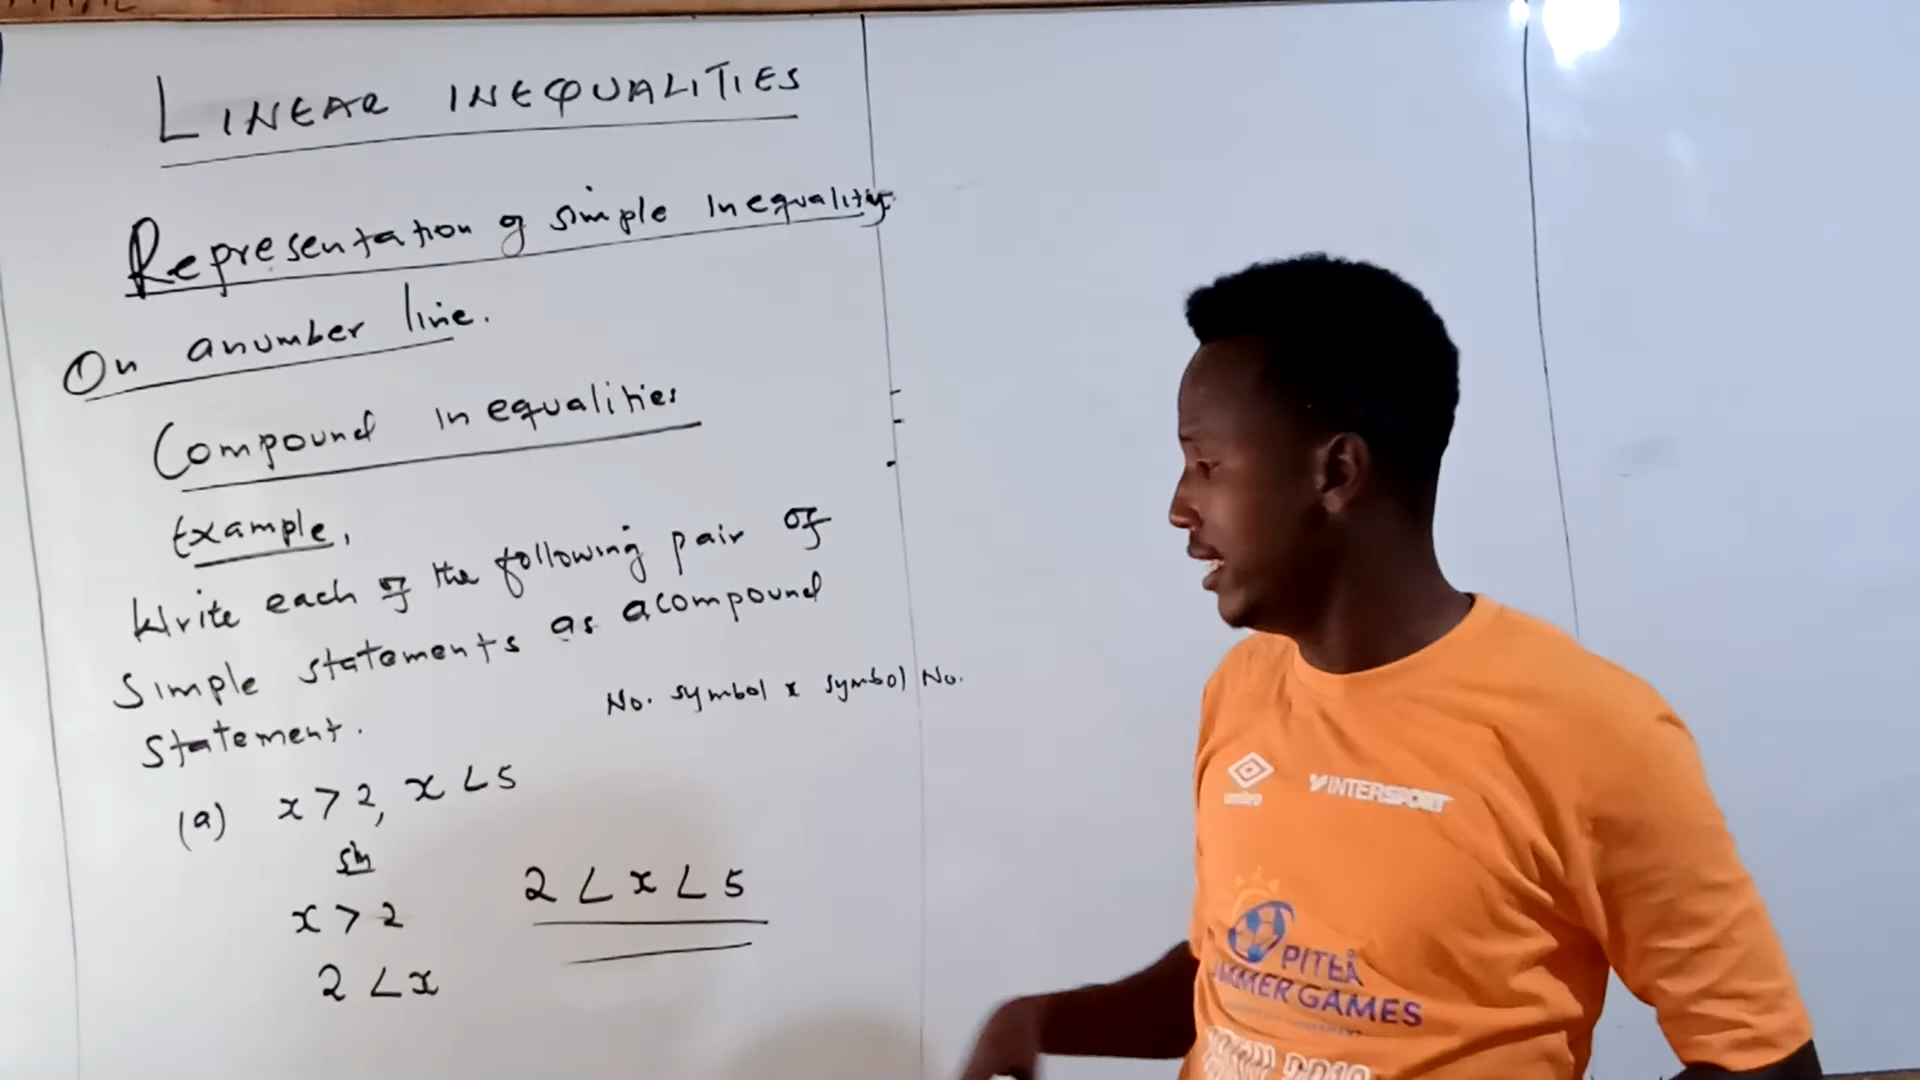 LINEAR INEQUALITIES
Representation of simple Inequality
On anumber line.
Compound inequalities
Example,
Write each of the following pair of
Simple statements as acompound
statement.
No. symbol x symbol No.
(a) x > 2, x < 5
Sln
x > 2
2 < x
2 < x < 5
umbro
INTERSPORT
PITEÅ
SUMMER GAMES